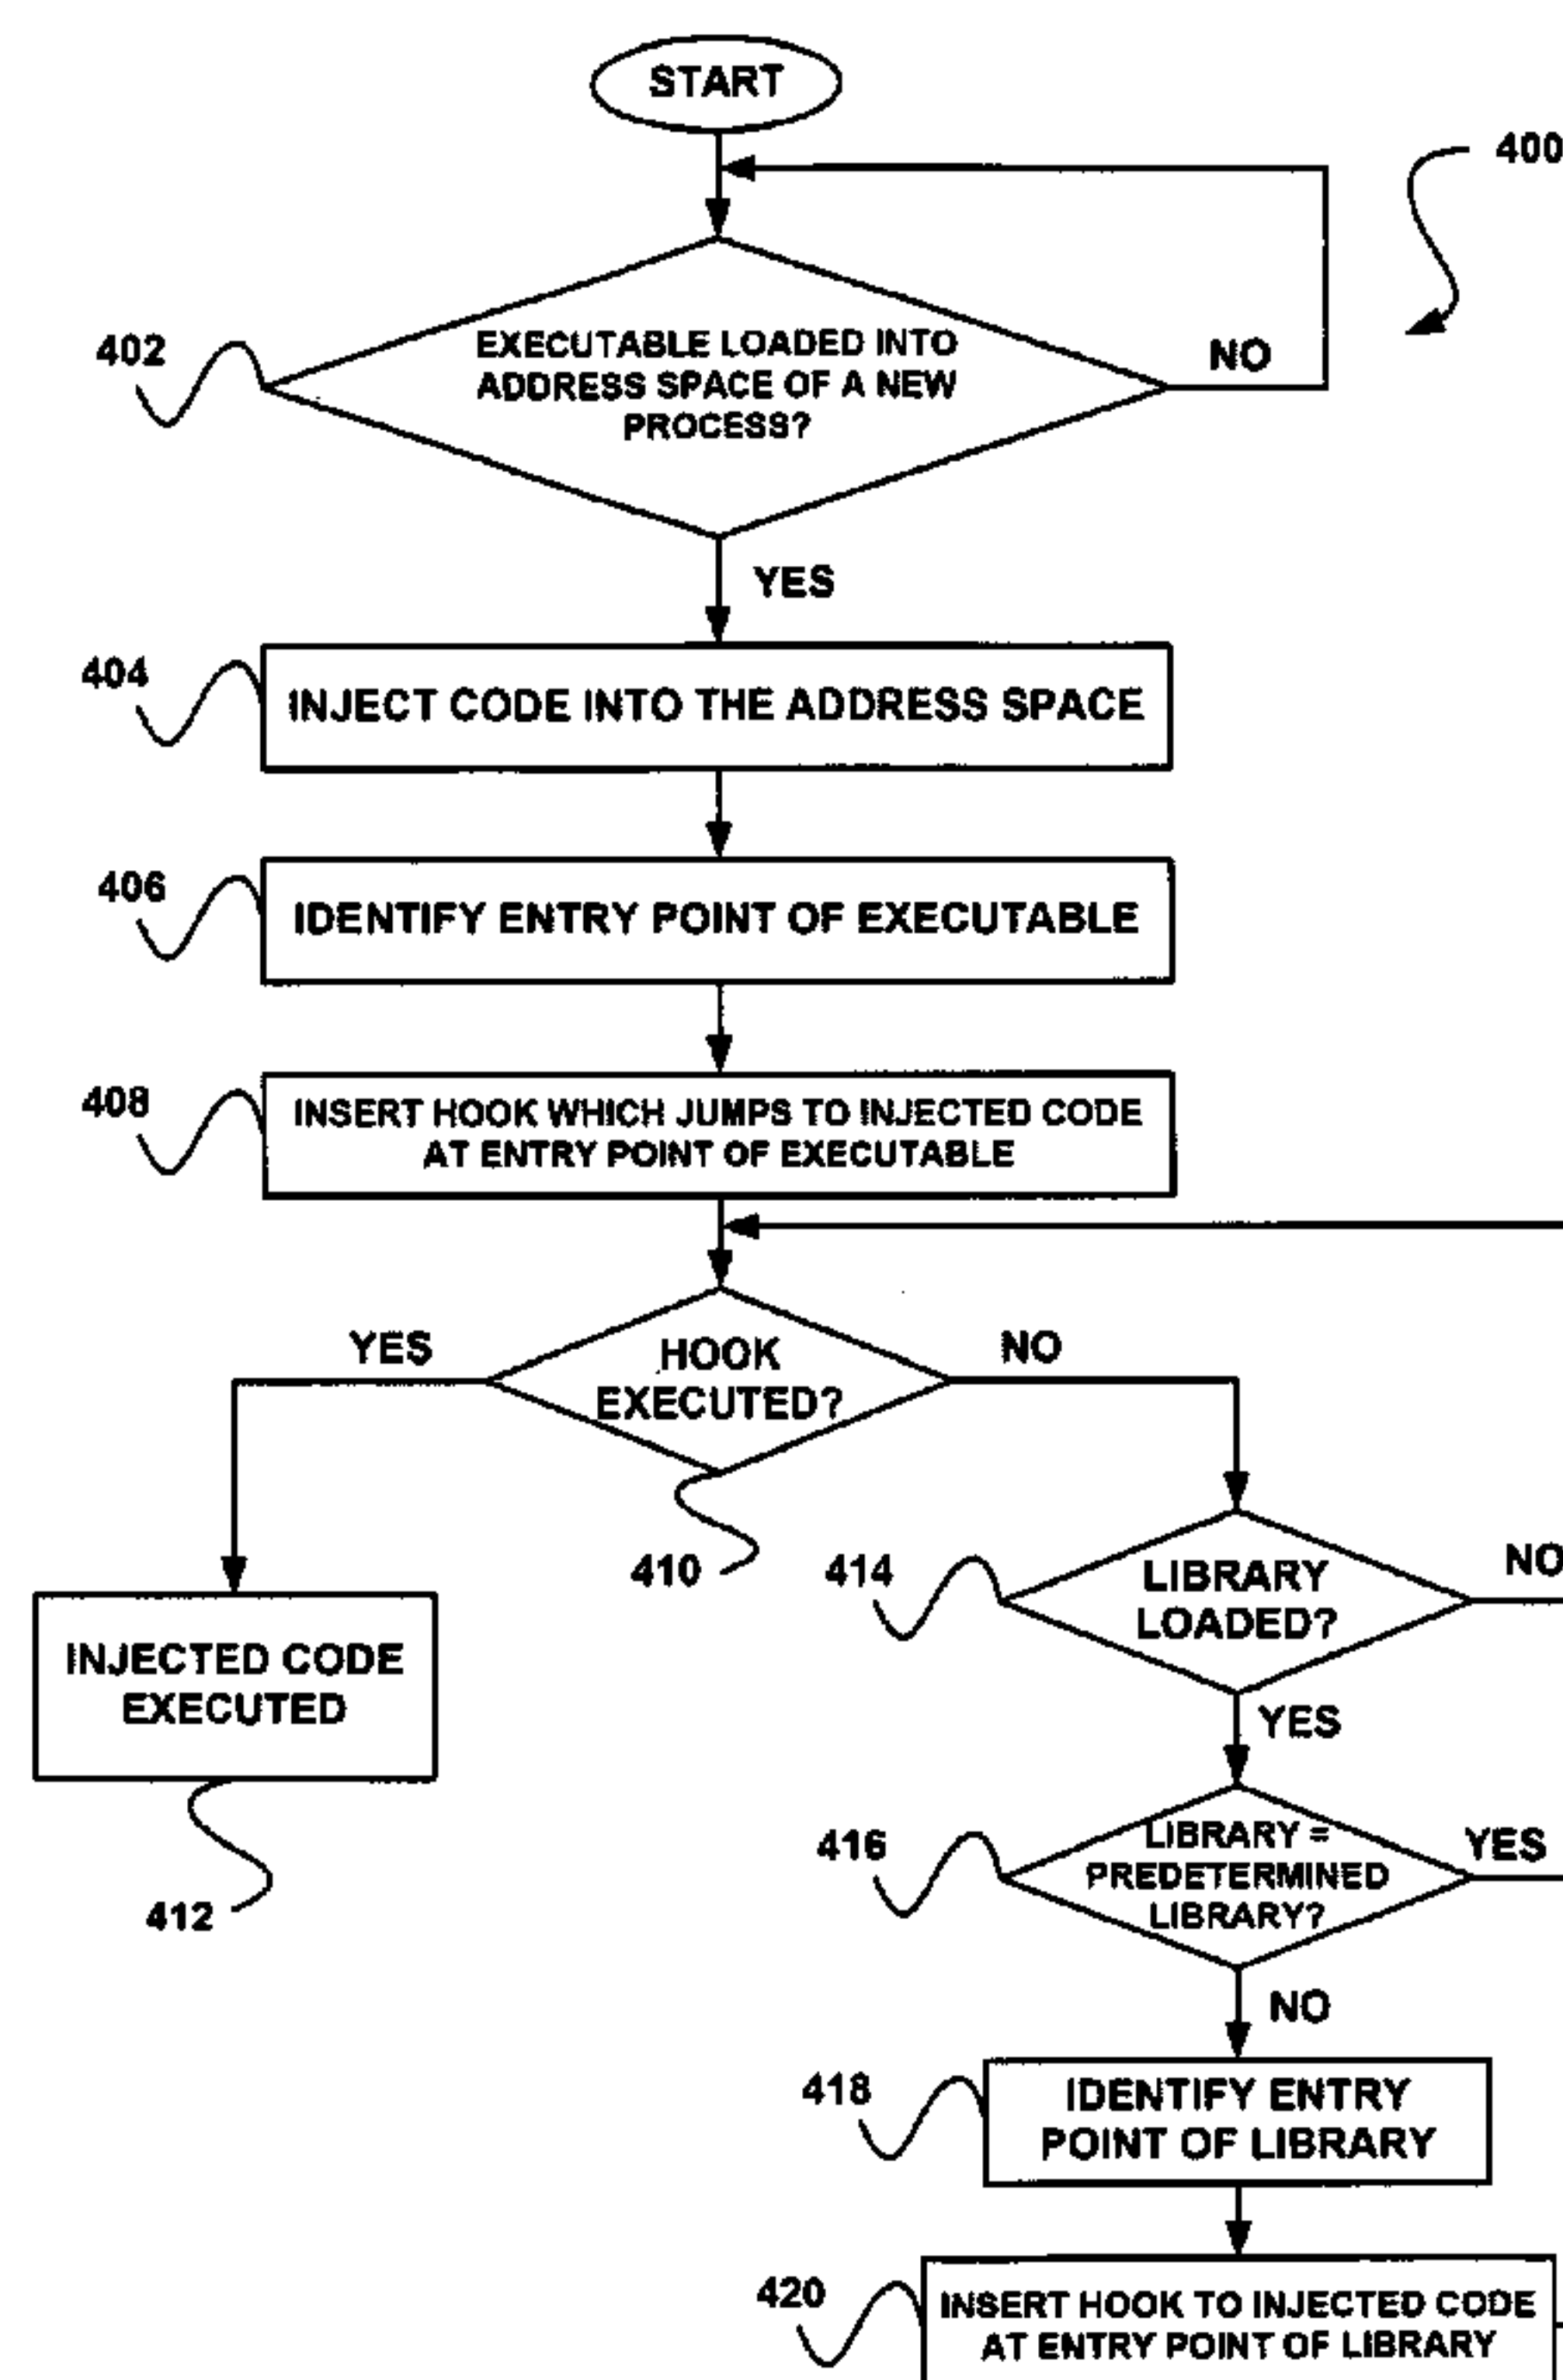 START
400
402
EXECUTABLE LOADED INTO
ADDRESS SPACE OF A NEW
PROCESS?
NO
YES
404
INJECT CODE INTO THE ADDRESS SPACE
406
IDENTIFY ENTRY POINT OF EXECUTABLE
408
INSERT HOOK WHICH JUMPS TO INJECTED CODE
AT ENTRY POINT OF EXECUTABLE
YES
HOOK
EXECUTED?
NO
410
INJECTED CODE
EXECUTED
412
414
LIBRARY
LOADED?
NO
YES
416
LIBRARY =
PREDETERMINED
LIBRARY?
YES
NO
418
IDENTIFY ENTRY
POINT OF LIBRARY
420
INSERT HOOK TO INJECTED CODE
AT ENTRY POINT OF LIBRARY